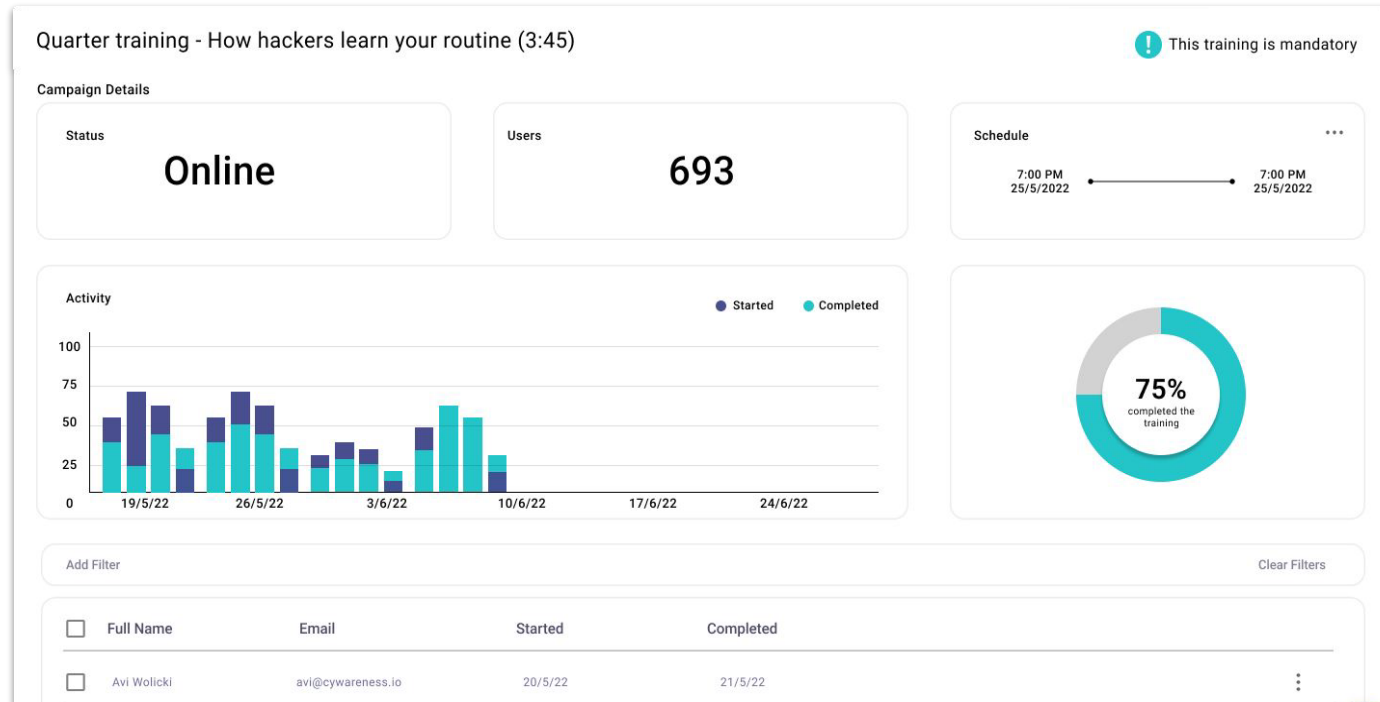 Quarter training - How hackers learn your routine (3:45)
! This training is mandatory
Campaign Details
Status
Online
Users
693
Schedule
7:00 PM
25/5/2022
7:00 PM
25/5/2022
Activity
Started
Completed
100
75
50
25
0
19/5/22
26/5/22
3/6/22
10/6/22
17/6/22
24/6/22
75%
completed the
training
Add Filter
Clear Filters
Full Name Email Started Completed
Avi Wolicki avi@cywareness.io 20/5/22 21/5/22